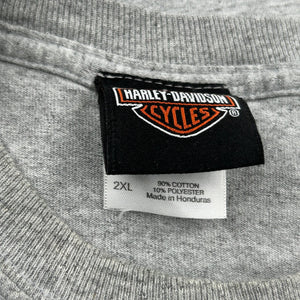 HARLEY-DAVIDSON
CYCLES ®
2XL
90% COTTON
10% POLYESTER
Made in Honduras